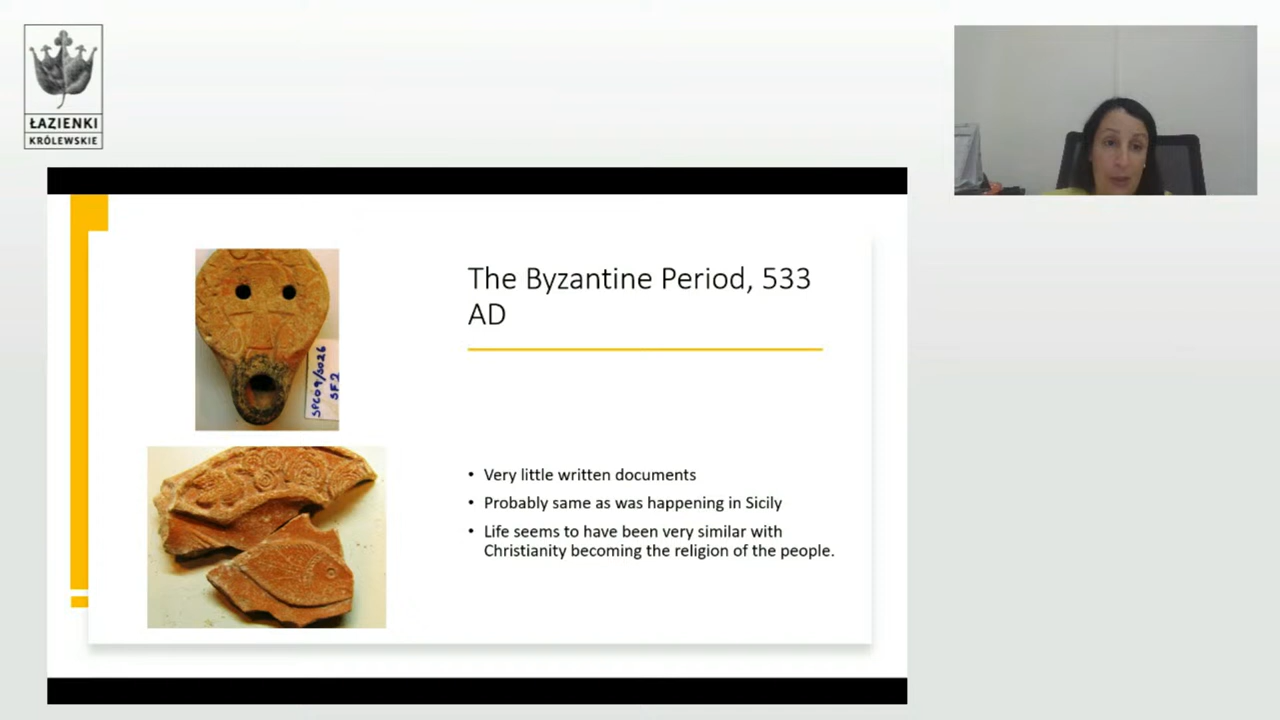 ŁAZIENKI
KRÓLEWSKIE
The Byzantine Period, 533
AD
SPC09/3026
SF2
• Very little written documents
• Probably same as was happening in Sicily
• Life seems to have been very similar with
Christianity becoming the religion of the people.